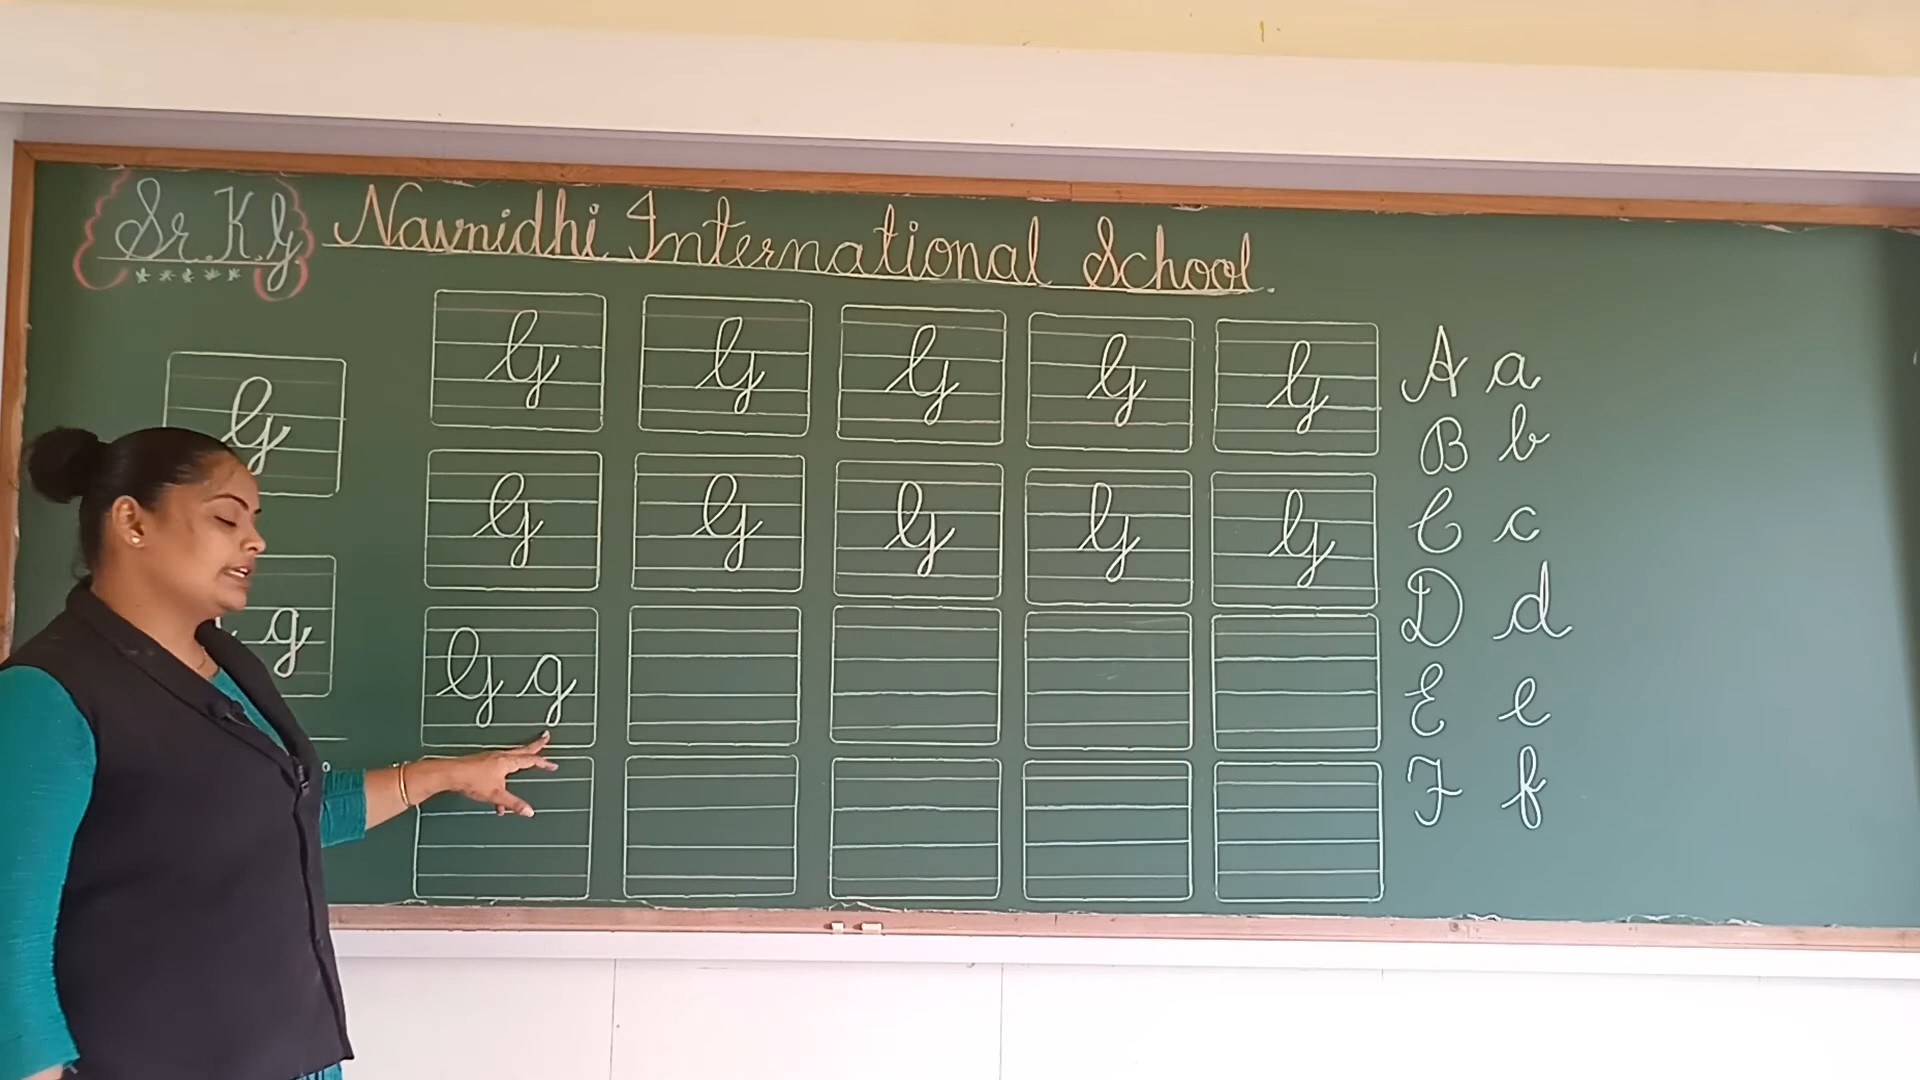 Sr. K.G Navnidhi International School.
G
G G G G G
G G G G G
g
G g
A a
B b
C c
D d
E e
F f